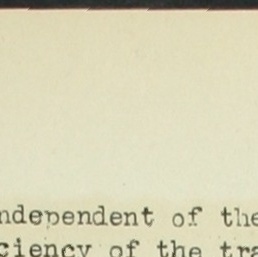 ndependent of the
ciency of the tra